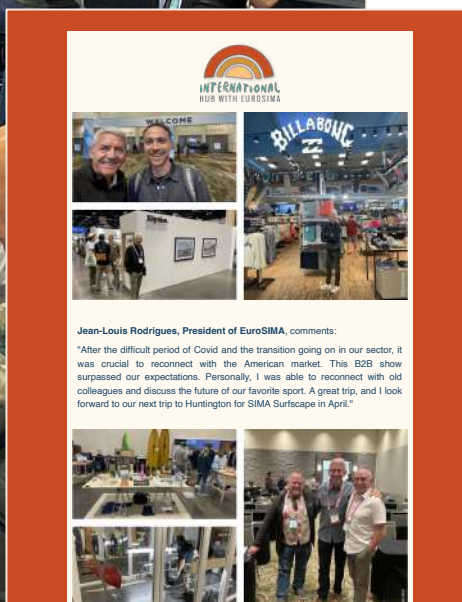 INTERNATIONAL
HUB WITH EUROSIMA
WELCOME
BILLABONG
Jean-Louis Rodrigues, President of EuroSIMA, comments:
"After the difficult period of Covid and the transition going on in our sector, it
was crucial to reconnect with the American market. This B2B show
surpassed our expectations. Personally, I was able to reconnect with old
colleagues and discuss the future of our favorite sport. A great trip, and I look
forward to our next trip to Huntington for SIMA Surfscape in April."